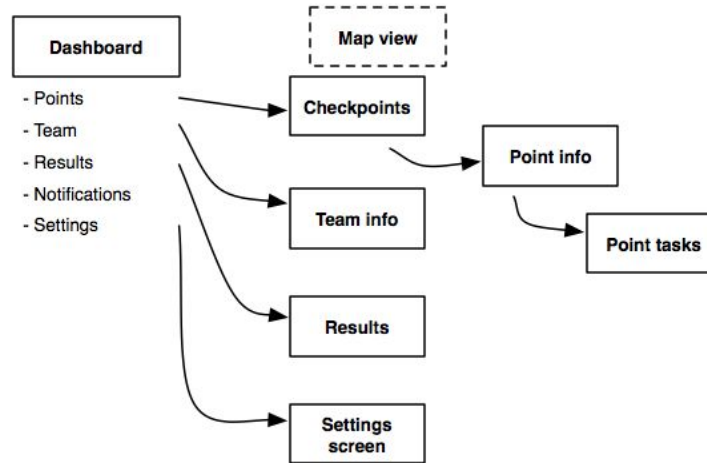 Dashboard
- Points
- Team
- Results
- Notifications
- Settings
Map view
Checkpoints
Point info
Point tasks
Team info
Results
Settings
screen